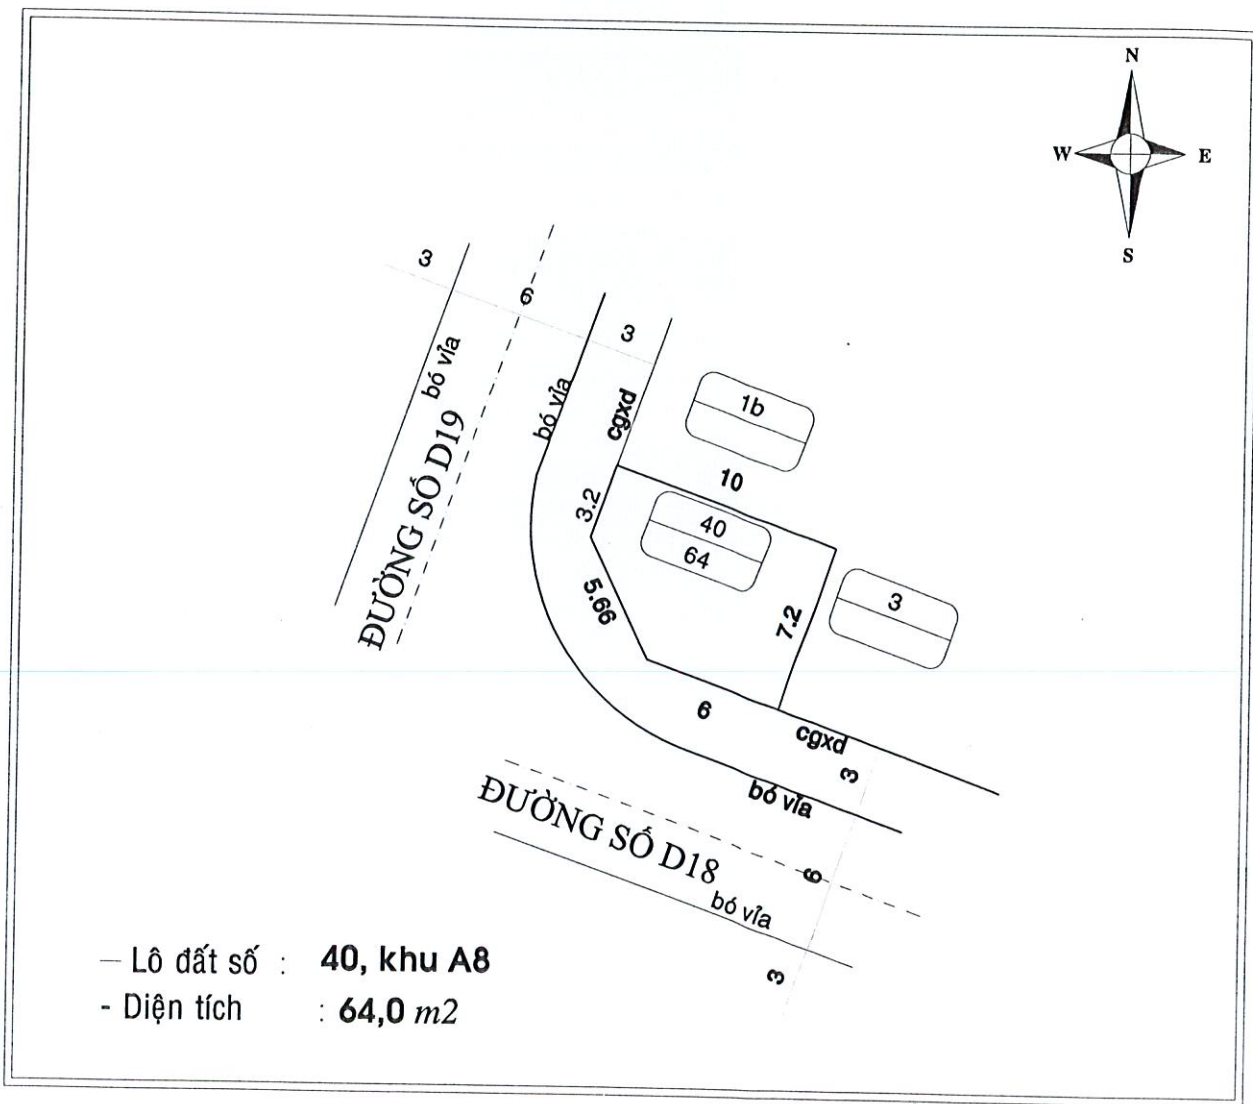 N
W E
S
3
6
3
bó vỉa
bó vỉa
cgxd
ĐƯỜNG SỐ D19
1b
10
3.2
40
64
5.66
7.2
3
6
cgxd
3
bó vỉa
ĐƯỜNG SỐ D18
6
bó vỉa
3
– Lô đất số : 40, khu A8
- Diện tích : 64,0 m2